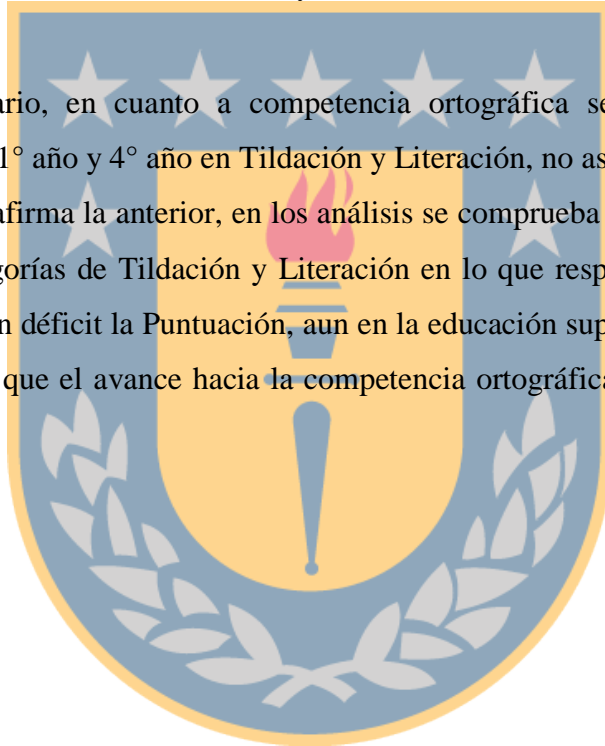 ario, en cuanto a competencia ortográfica se
1° año y 4° año en Tildación y Literación, no as
afirma la anterior, en los análisis se comprueba
gorías de Tildación y Literación en lo que resp
n déficit la Puntuación, aun en la educación sup
que el avance hacia la competencia ortográfica